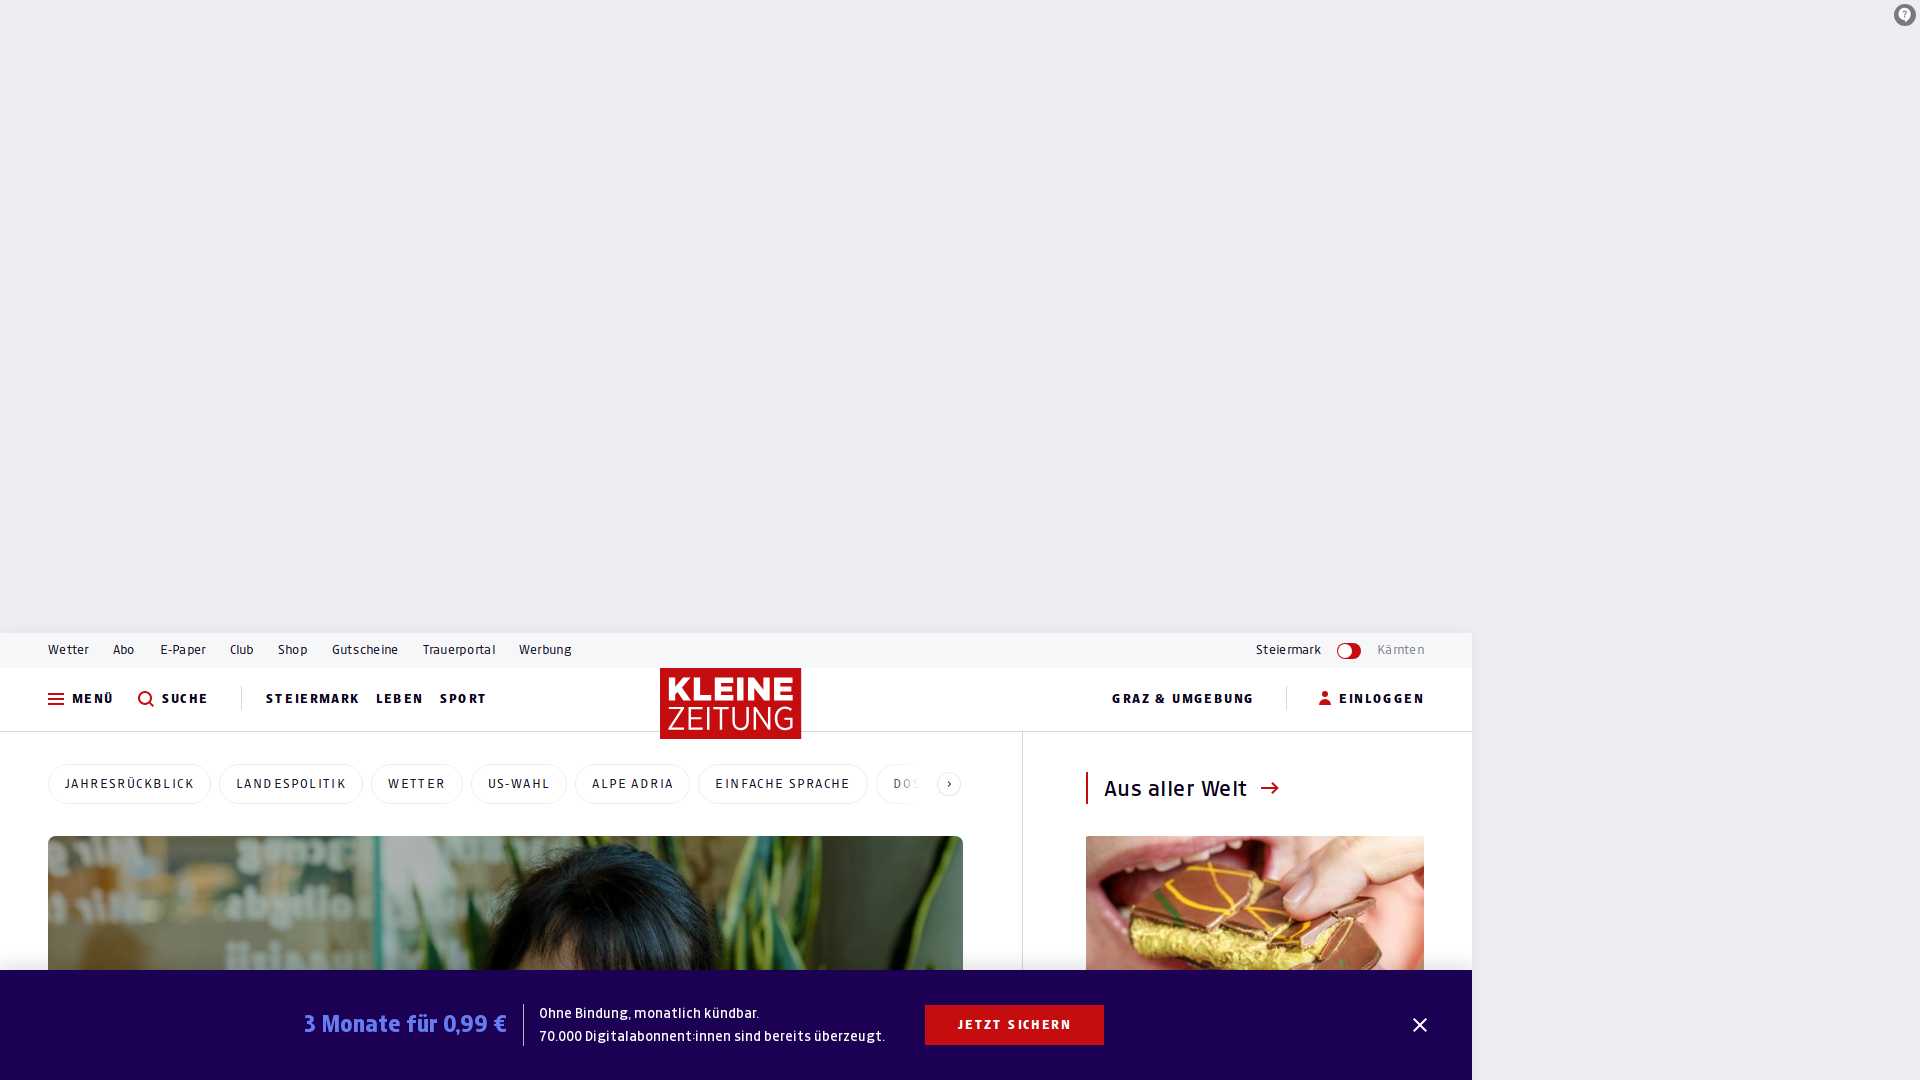 Wetter Abo E-Paper Club Shop Gutscheine Trauerportal Werbung Steiermark Kärnten
MENÜ SUCHE STEIERMARK LEBEN SPORT KLEINE ZEITUNG GRAZ & UMGEBUNG EINLOGGEN
JAHRESRÜCKBLICK LANDESPOLITIK WETTER US-WAHL ALPE ADRIA EINFACHE SPRACHE
Aus aller Welt
3 Monate für 0,99 €
Ohne Bindung, monatlich kündbar.
70.000 Digitalabonnent:innen sind bereits überzeugt.
JETZT SICHERN